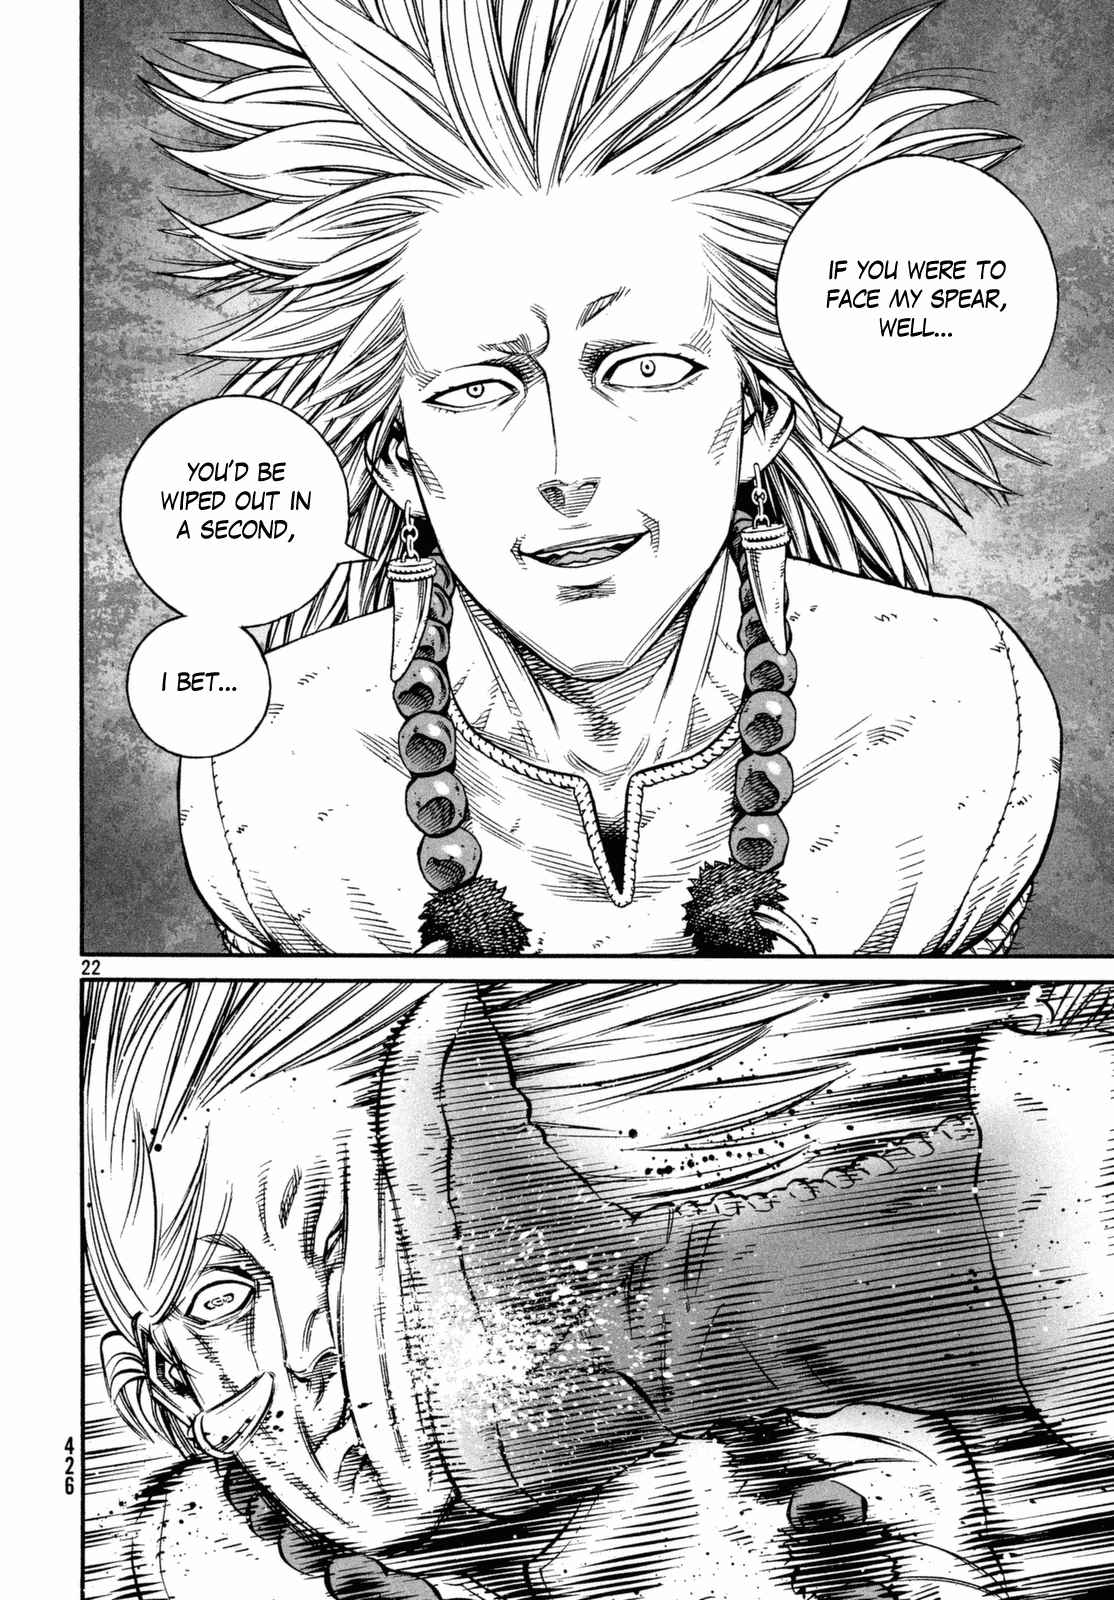 IF YOU WERE TO
FACE MY SPEAR,
WELL...
YOU'D BE
WIPED OUT IN
A SECOND,
I BET...
22
426